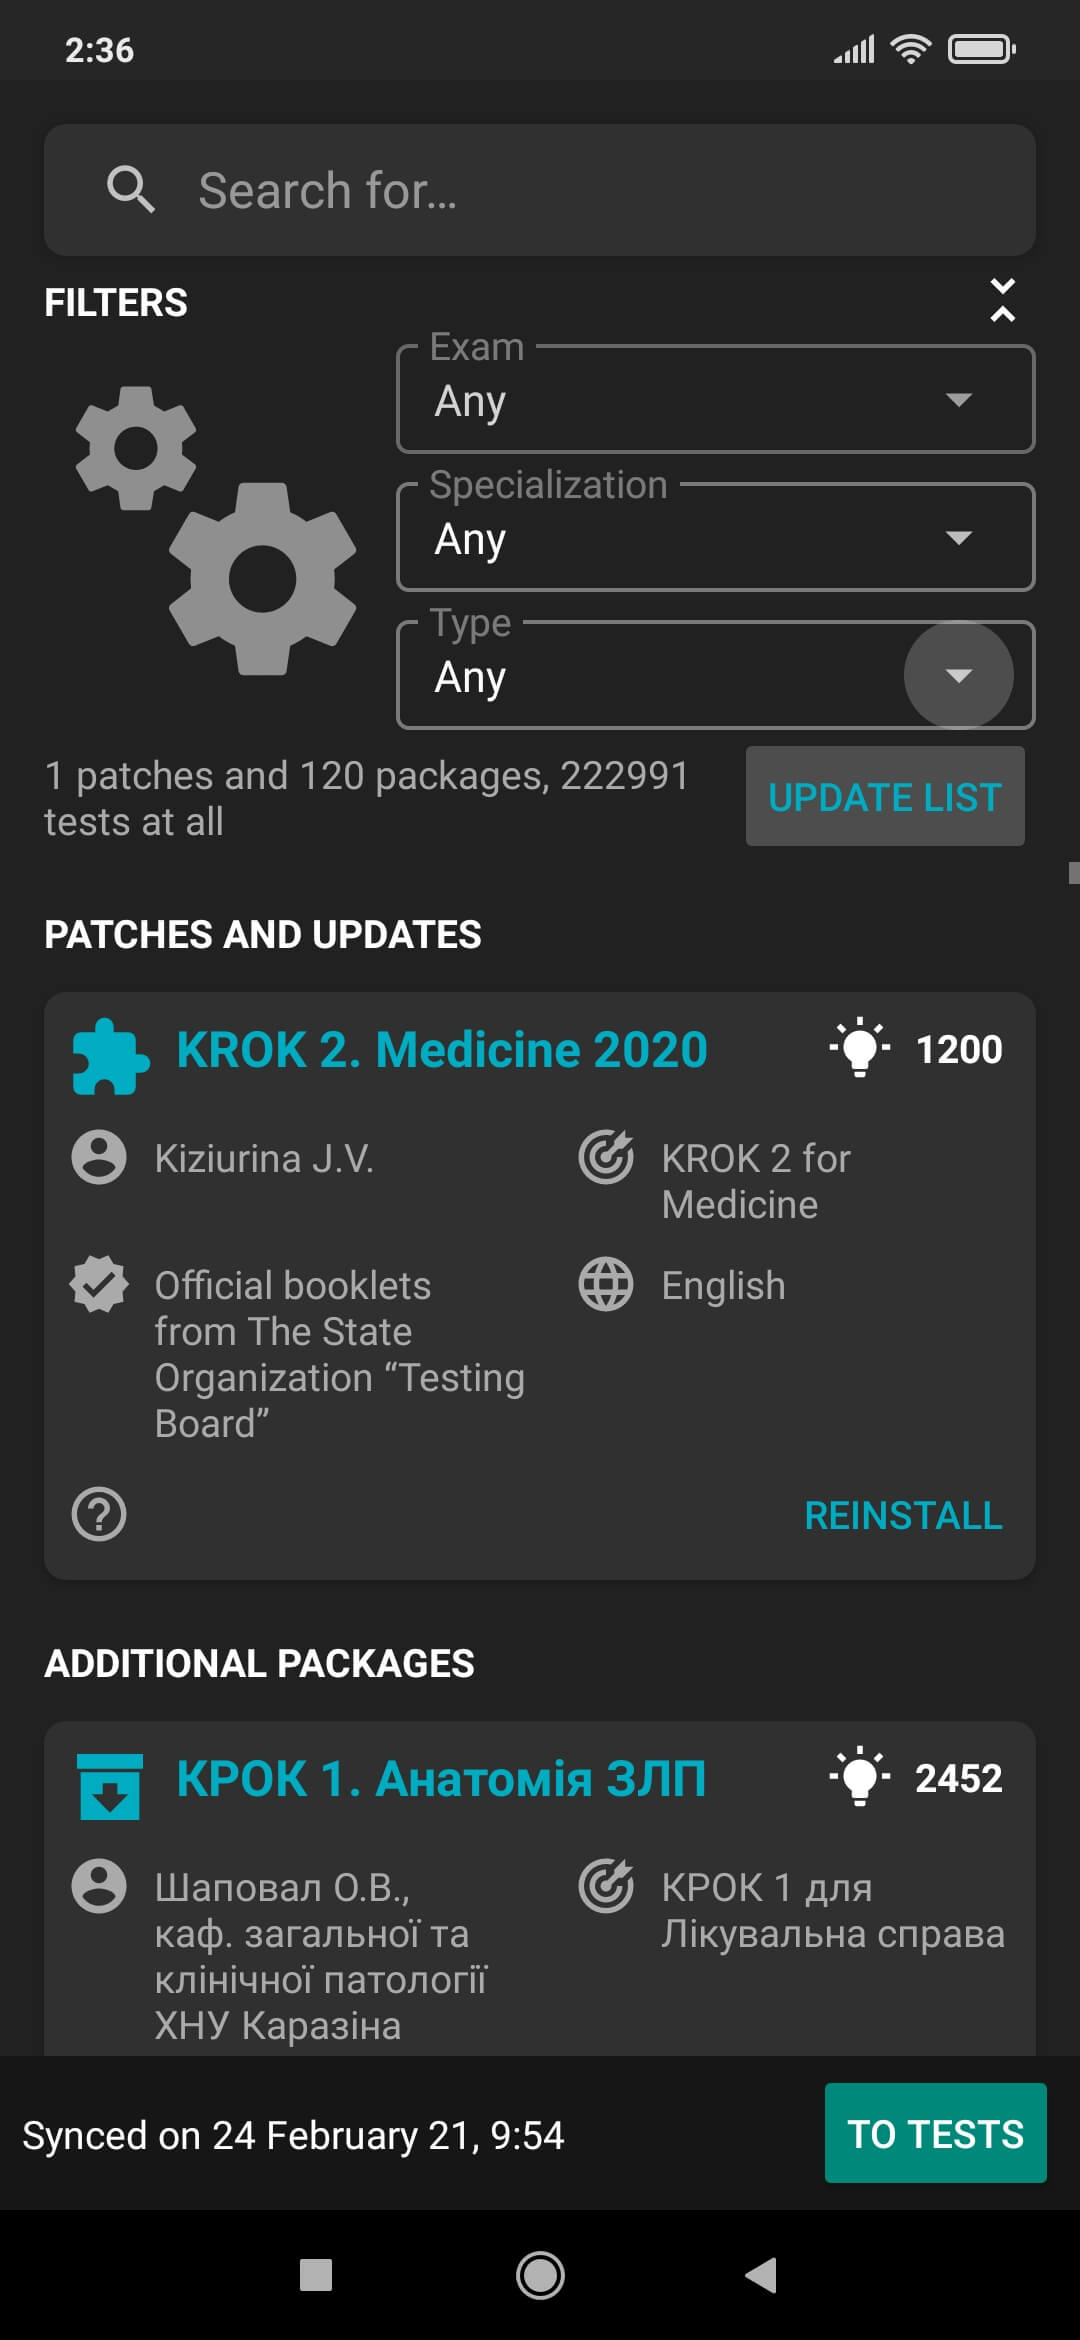 2:36
Search for...
FILTERS
Exam
Any
Specialization
Any
Type
Any
1 patches and 120 packages, 222991
tests at all
UPDATE LIST
PATCHES AND UPDATES
KROK 2. Medicine 2020
1200
Kiziurina J.V.
KROK 2 for
Medicine
Official booklets
from The State
Organization “Testing
Board”
English
REINSTALL
ADDITIONAL PACKAGES
КРОК 1. Анатомія ЗЛП
2452
Шаповал О.В.,
каф. загальної та
клінічної патології
ХНУ Каразіна
КРОК 1 для
Лікувальна справа
Synced on 24 February 21, 9:54
TO TESTS